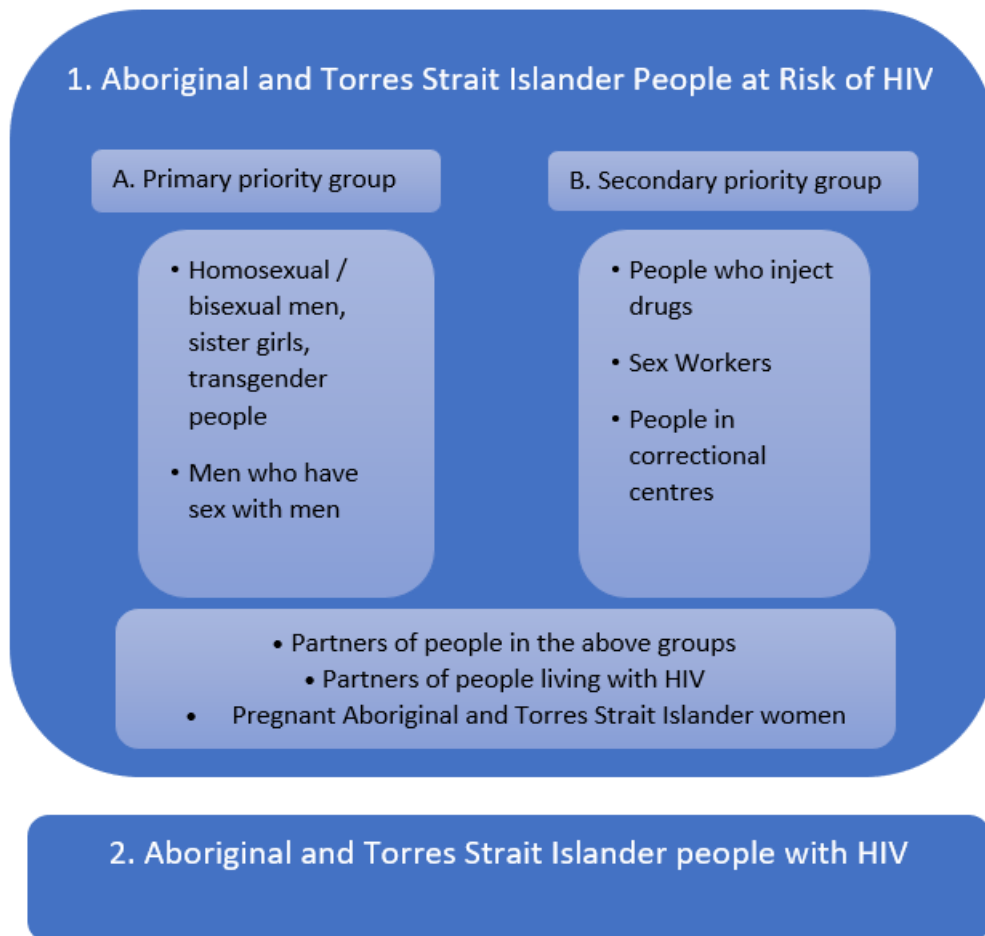 1. Aboriginal and Torres Strait Islander People at Risk of HIV
A. Primary priority group
• Homosexual /
bisexual men,
sister girls,
transgender
people
• Men who have
sex with men
B. Secondary priority group
• People who inject
drugs
• Sex Workers
• People in
correctional
centres
• Partners of people in the above groups
• Partners of people living with HIV
• Pregnant Aboriginal and Torres Strait Islander women
2. Aboriginal and Torres Strait Islander people with HIV